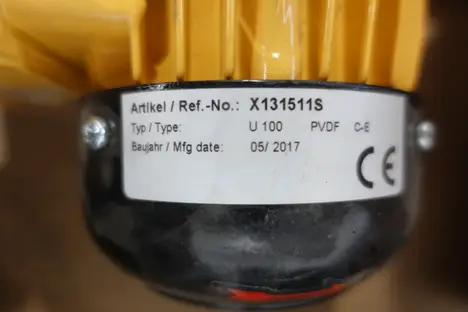 Artikel / Ref.-No.: X131511S
Typ / Type: U 100 PVDF C-E
Baujahr / Mfg date: 05/ 2017
CE